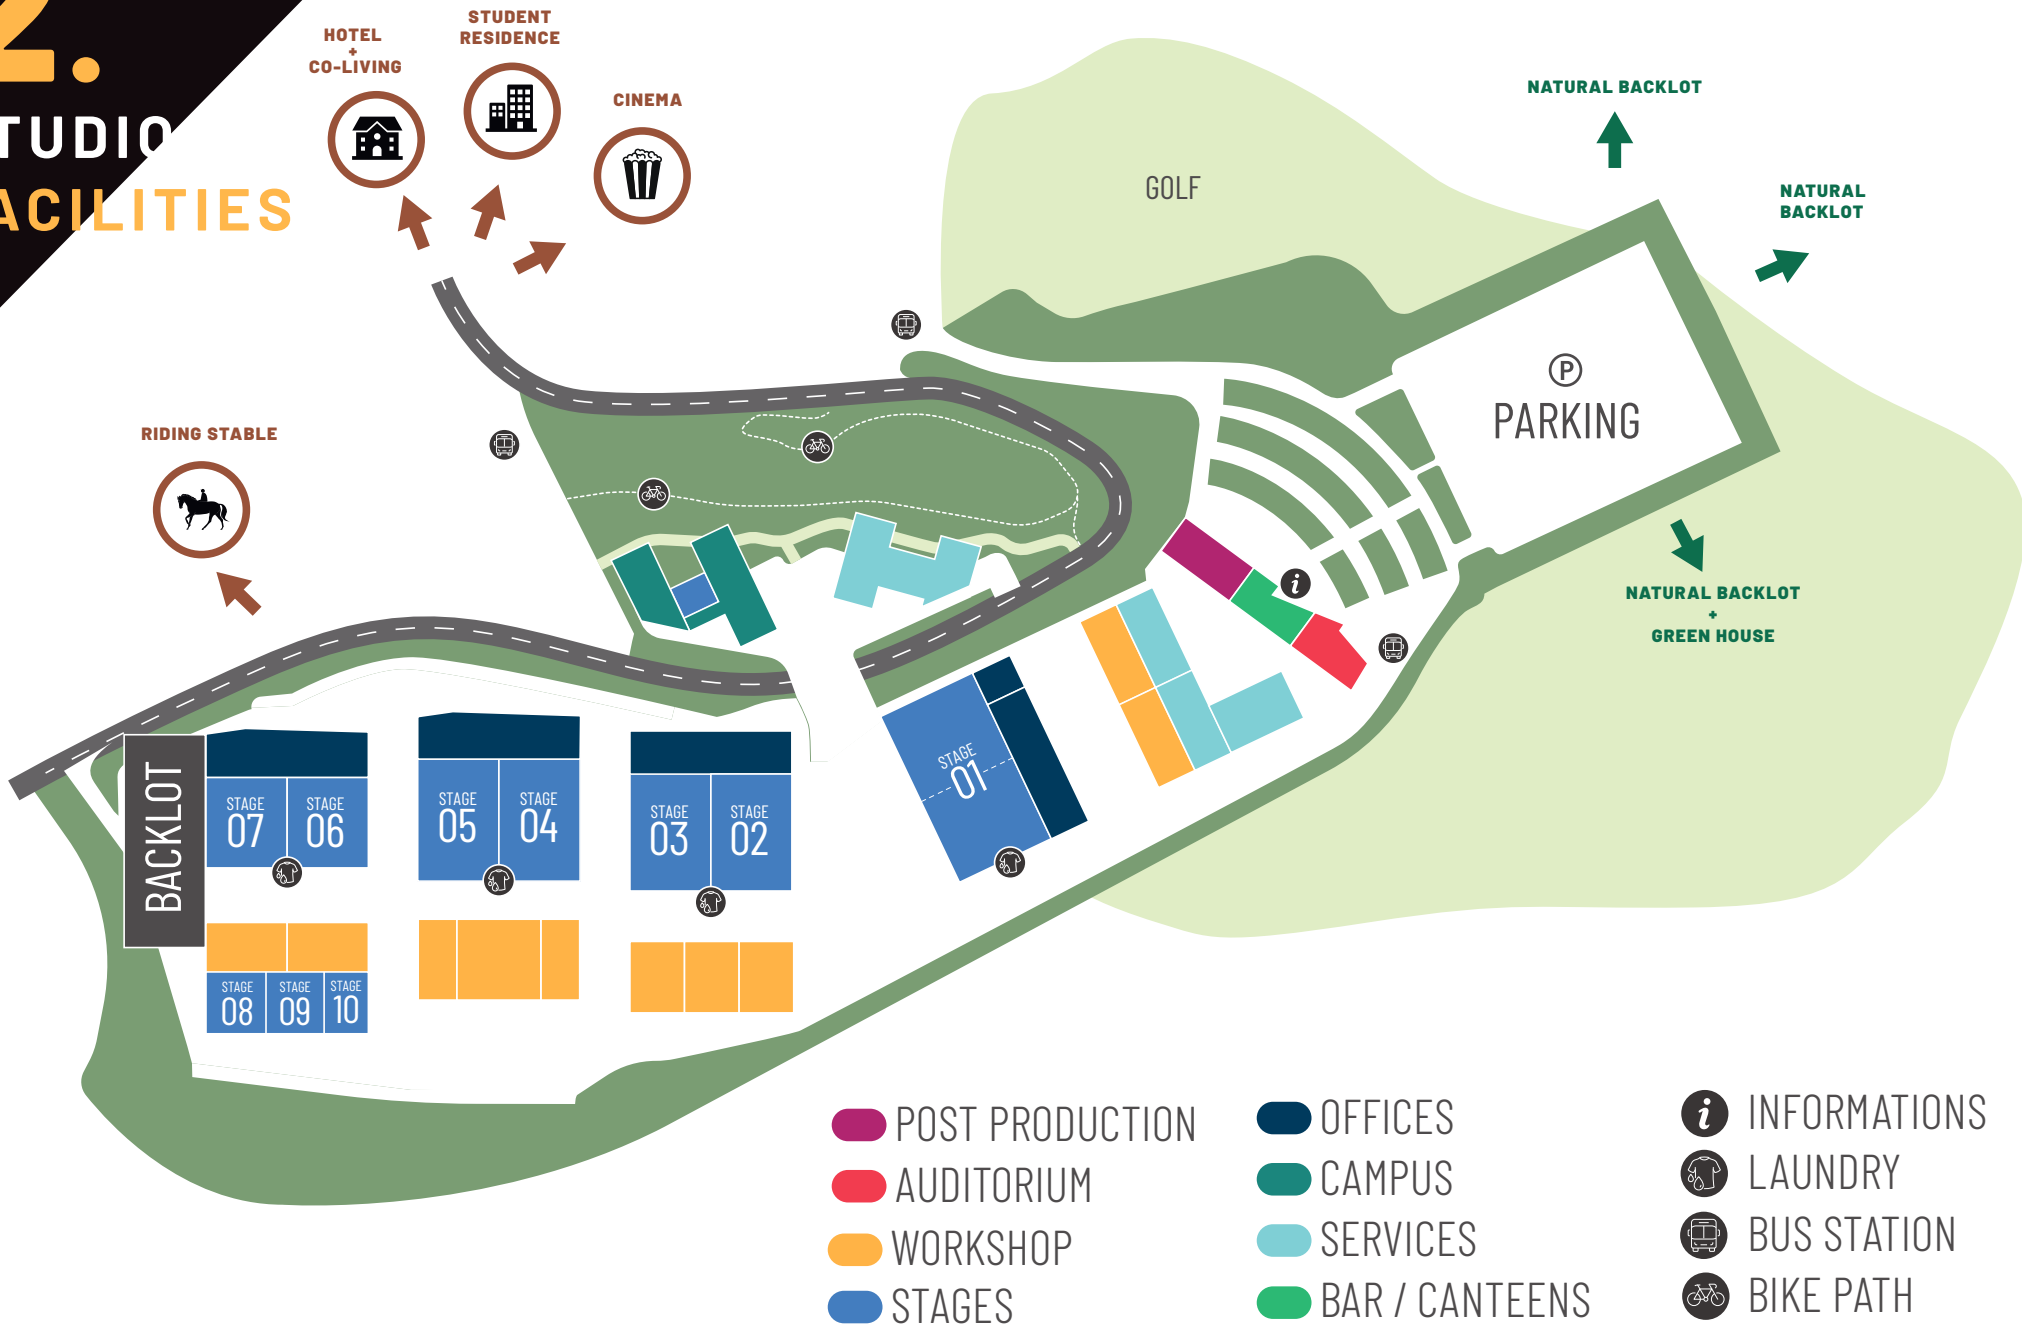 2.
TUDIO
ACILITIES
HOTEL
+
CO-LIVING
STUDENT
RESIDENCE
CINEMA
NATURAL BACKLOT
NATURAL
BACKLOT
GOLF
P
PARKING
RIDING STABLE
NATURAL BACKLOT
+
GREEN HOUSE
i
BACKLOT
STAGE
07
STAGE
06
STAGE
05
STAGE
04
STAGE
03
STAGE
02
STAGE
01
STAGE
08
STAGE
09
STAGE
10
POST PRODUCTION
AUDITORIUM
WORKSHOP
STAGES
OFFICES
CAMPUS
SERVICES
BAR / CANTEENS
i INFORMATIONS
LAUNDRY
BUS STATION
BIKE PATH